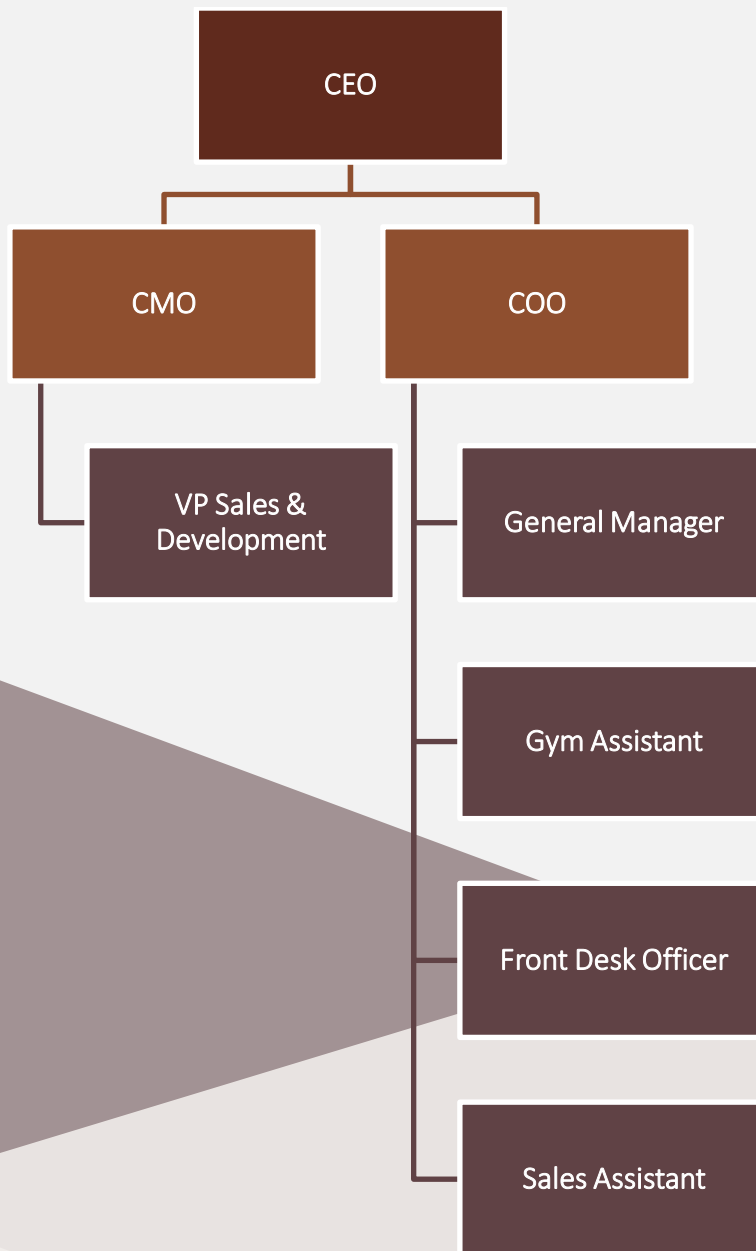 CEO
CMO
COO
VP Sales &
Development
General Manager
Gym Assistant
Front Desk Officer
Sales Assistant